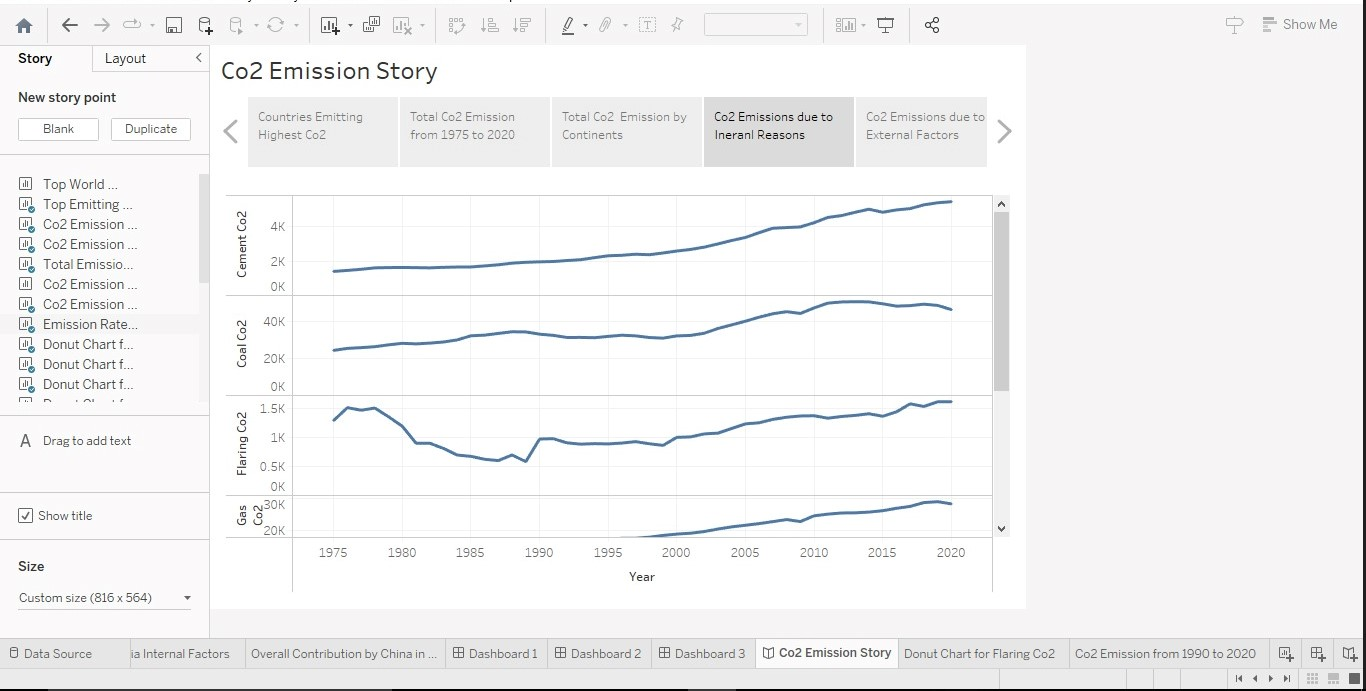 Show Me
Story
Layout
New story point
Blank
Duplicate
Top World ...
Top Emitting ...
Co2 Emission ...
Co2 Emission ...
Total Emissio...
Co2 Emission ...
Co2 Emission ...
Emission Rate...
Donut Chart f...
Donut Chart f...
Donut Chart f...
A Drag to add text
Show title
Size
Custom size (816 x 564)
Co2 Emission Story
Countries Emitting
Highest Co2
Total Co2 Emission
from 1975 to 2020
Total Co2 Emission by
Continents
Co2 Emissions due to
Ineranl Reasons
Co2 Emissions due to
External Factors
Cement Co2
4K
2K
0K
Coal Co2
40K
20K
0K
Flaring Co2
1.5K
1K
0.5K
0K
Gas
Co2
30K
20K
1975 1980 1985 1990 1995 2000 2005 2010 2015 2020
Year
Data Source
ia Internal Factors
Overall Contribution by China in ...
Dashboard 1
Dashboard 2
Dashboard 3
Co2 Emission Story
Donut Chart for Flaring Co2
Co2 Emission from 1990 to 2020